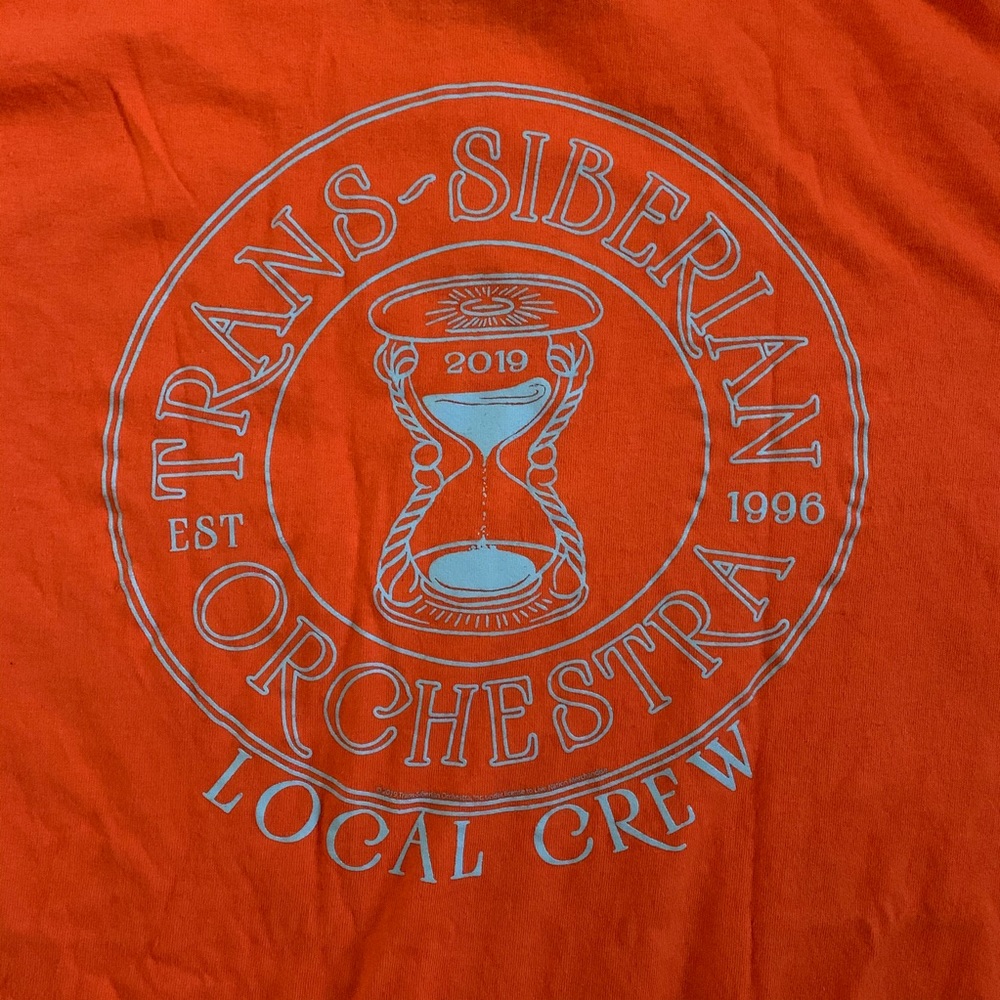 TRANS-SIBERIAN
2019
EST 1996
ORCHESTRA
LOCAL CREW